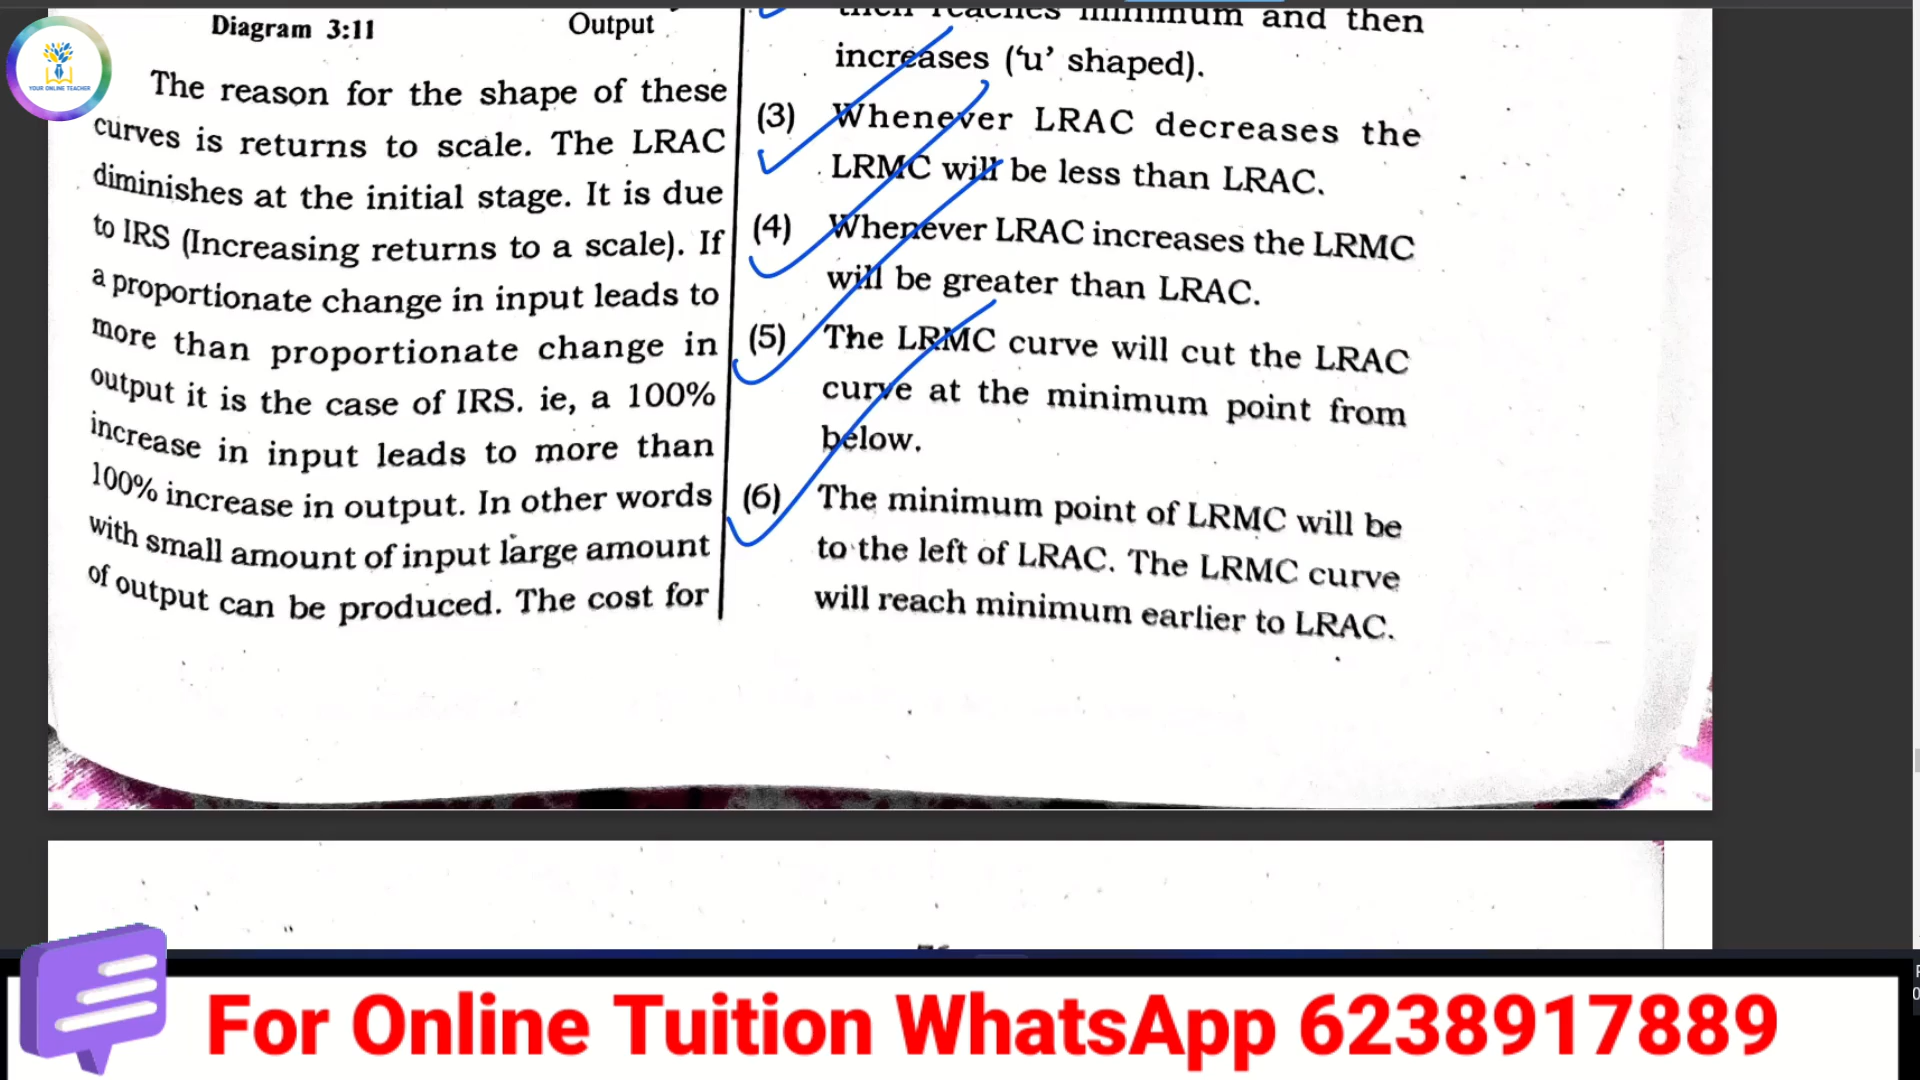 YOUR ONLINE TEACHER
Diagram 3:11
Output
The reason for the shape of these
curves is returns to scale. The LRAC
diminishes at the initial stage. It is due
to IRS (Increasing returns to a scale). If
a proportionate change in input leads to
more than proportionate change in
output it is the case of IRS. ie, a 100%
increase in input leads to more than
100% increase in output. In other words
with small amount of input large amount
of output can be produced. The cost for
then reaches minimum and then
increases ('u' shaped).
(3) Whenever LRAC decreases the
LRMC will be less than LRAC.
(4) Whenever LRAC increases the LRMC
will be greater than LRAC.
(5) The LRMC curve will cut the LRAC
curve at the minimum point from
below.
(6) The minimum point of LRMC will be
to the left of LRAC. The LRMC curve
will reach minimum earlier to LRAC.
For Online Tuition WhatsApp 6238917889